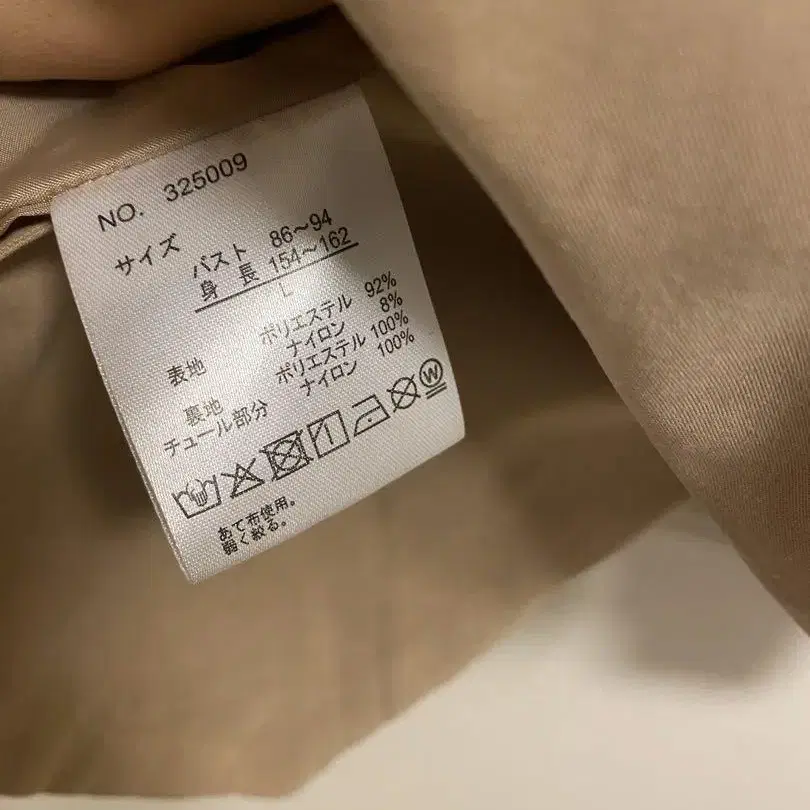 NO. 325009
サイズ バスト 86～94
身長 154～162
L
表地 ポリエステル 92%
ナイロン 8%
裏地 ポリエステル 100%
チュール部分 ナイロン 100%
W
あて布使用。
弱く絞る。